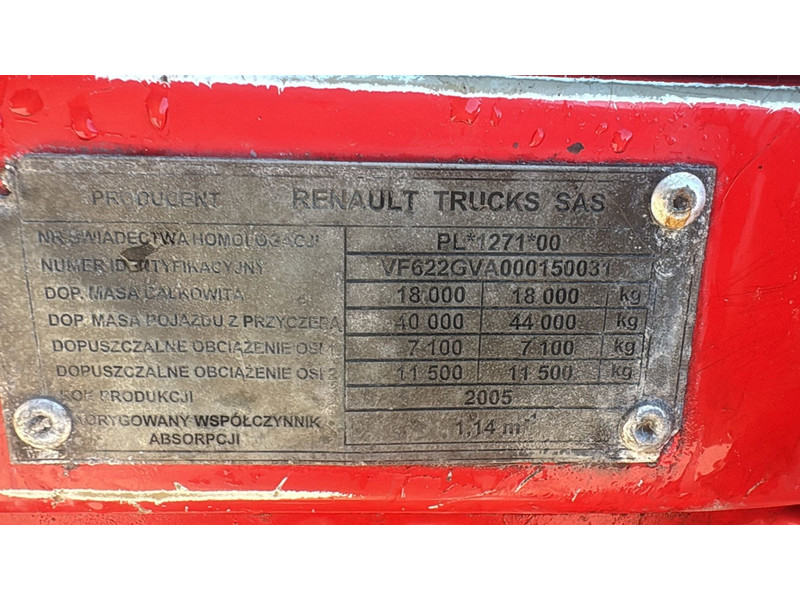 PRODUCENT RENAULT TRUCKS SAS
NR ŚWIADECTWA HOMOLOGACJI PL*1271*00
NUMER IDENTYFIKACYJNY VF622GVA000150031
DOP. MASA CAŁKOWITA 18 000 18 000 kg
DOP. MASA POJAZDU Z PRZYCZEPĄ 40 000 44 000 kg
DOPUSZCZALNE OBCIĄŻENIE OSI 1 7 100 7 100 kg
DOPUSZCZALNE OBCIĄŻENIE OSI 2 11 500 11 500 kg
ROK PRODUKCJI 2005
KORYGOWANY WSPÓŁCZYNNIK
ABSORPCJI 1,14 m⁻¹